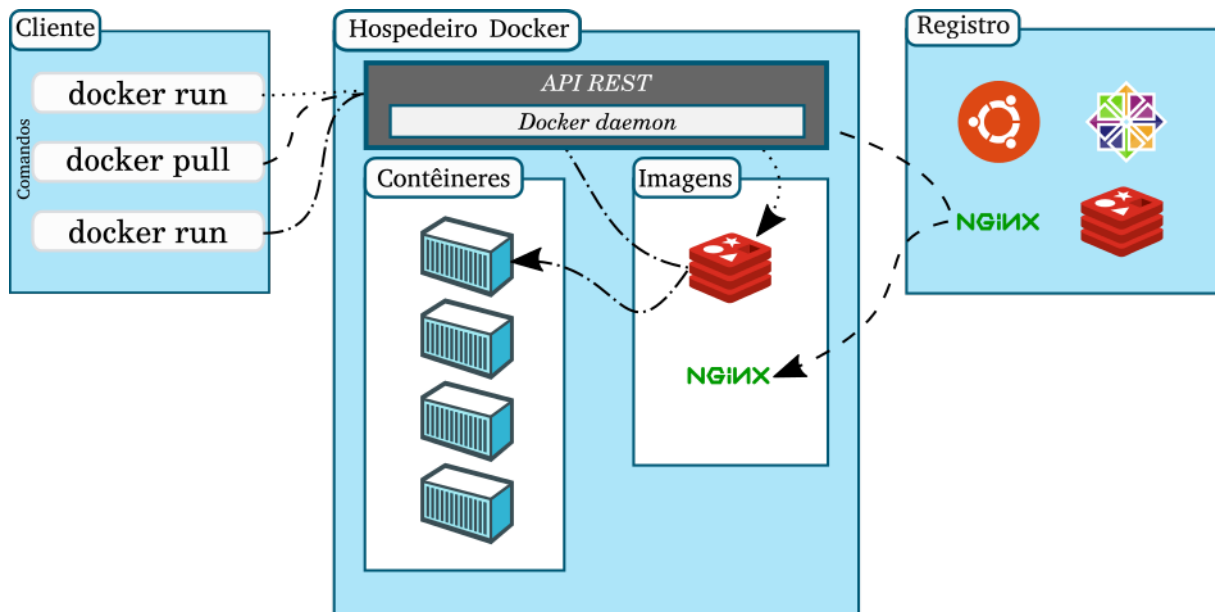 Cliente
Comandos
docker run
docker pull
docker run
Hospedeiro Docker
API REST
Docker daemon
Contêineres
Imagens
NGiNX
Registro
NGiNX